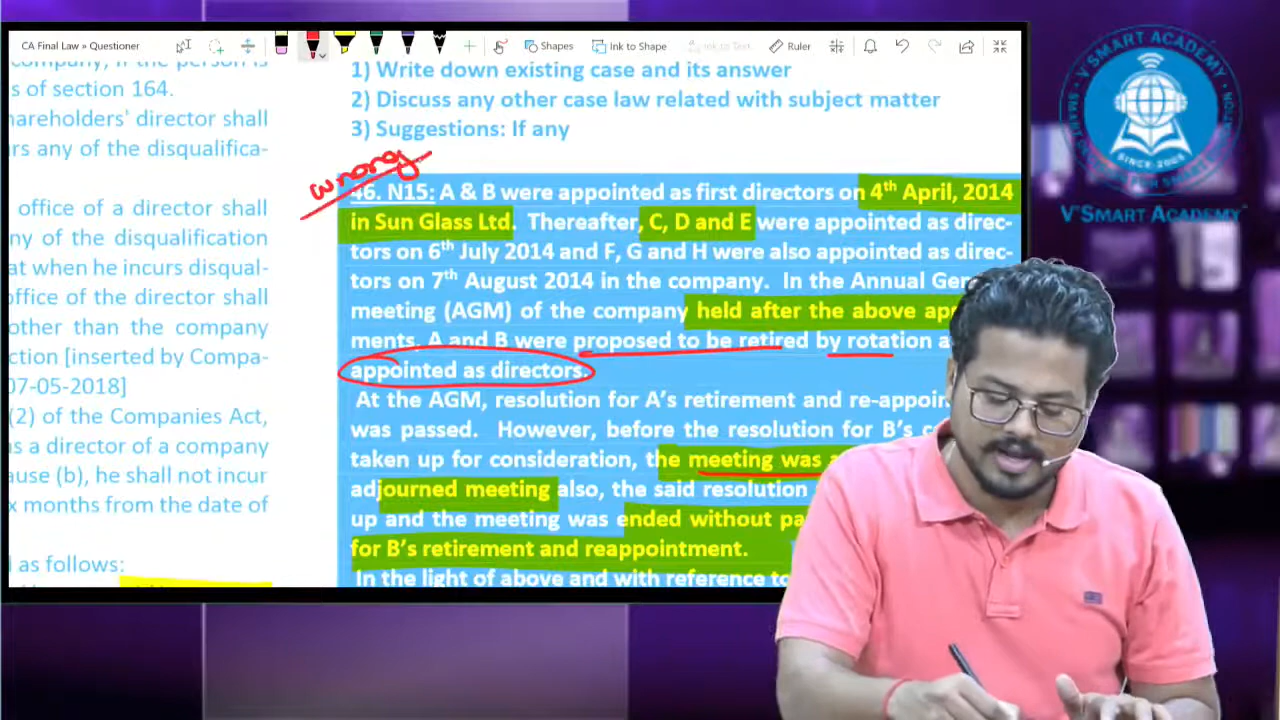 CA Final Law » Questioner
Shapes
Ink to Shape
Ink to Text
Ruler
company, if the person is
s of section 164.
hareholders' director shall
rs any of the disqualifica-
office of a director shall
ny of the disqualification
at when he incurs disqual-
office of the director shall
other than the company
ction [inserted by Compa-
07-05-2018]
(2) of the Companies Act,
s a director of a company
ause (b), he shall not incur
x months from the date of
d as follows:
1) Write down existing case and its answer
2) Discuss any other case law related with subject matter
3) Suggestions: If any
wrong
46. N15: A & B were appointed as first directors on 4th April, 2014
in Sun Glass Ltd. Thereafter, C, D and E were appointed as direc-
tors on 6th July 2014 and F, G and H were also appointed as direc-
tors on 7th August 2014 in the company. In the Annual Gen
meeting (AGM) of the company held after the above ap
ments, A and B were proposed to be retired by rotation a
appointed as directors.
At the AGM, resolution for A's retirement and re-appoin
was passed. However, before the resolution for B's c
taken up for consideration, the meeting was a
adjourned meeting also, the said resolution
up and the meeting was ended without pa
for B's retirement and reappointment.
In the light of above and with reference to
V'SMART ACADEMY
SINCE-2005
V'SMART Academy